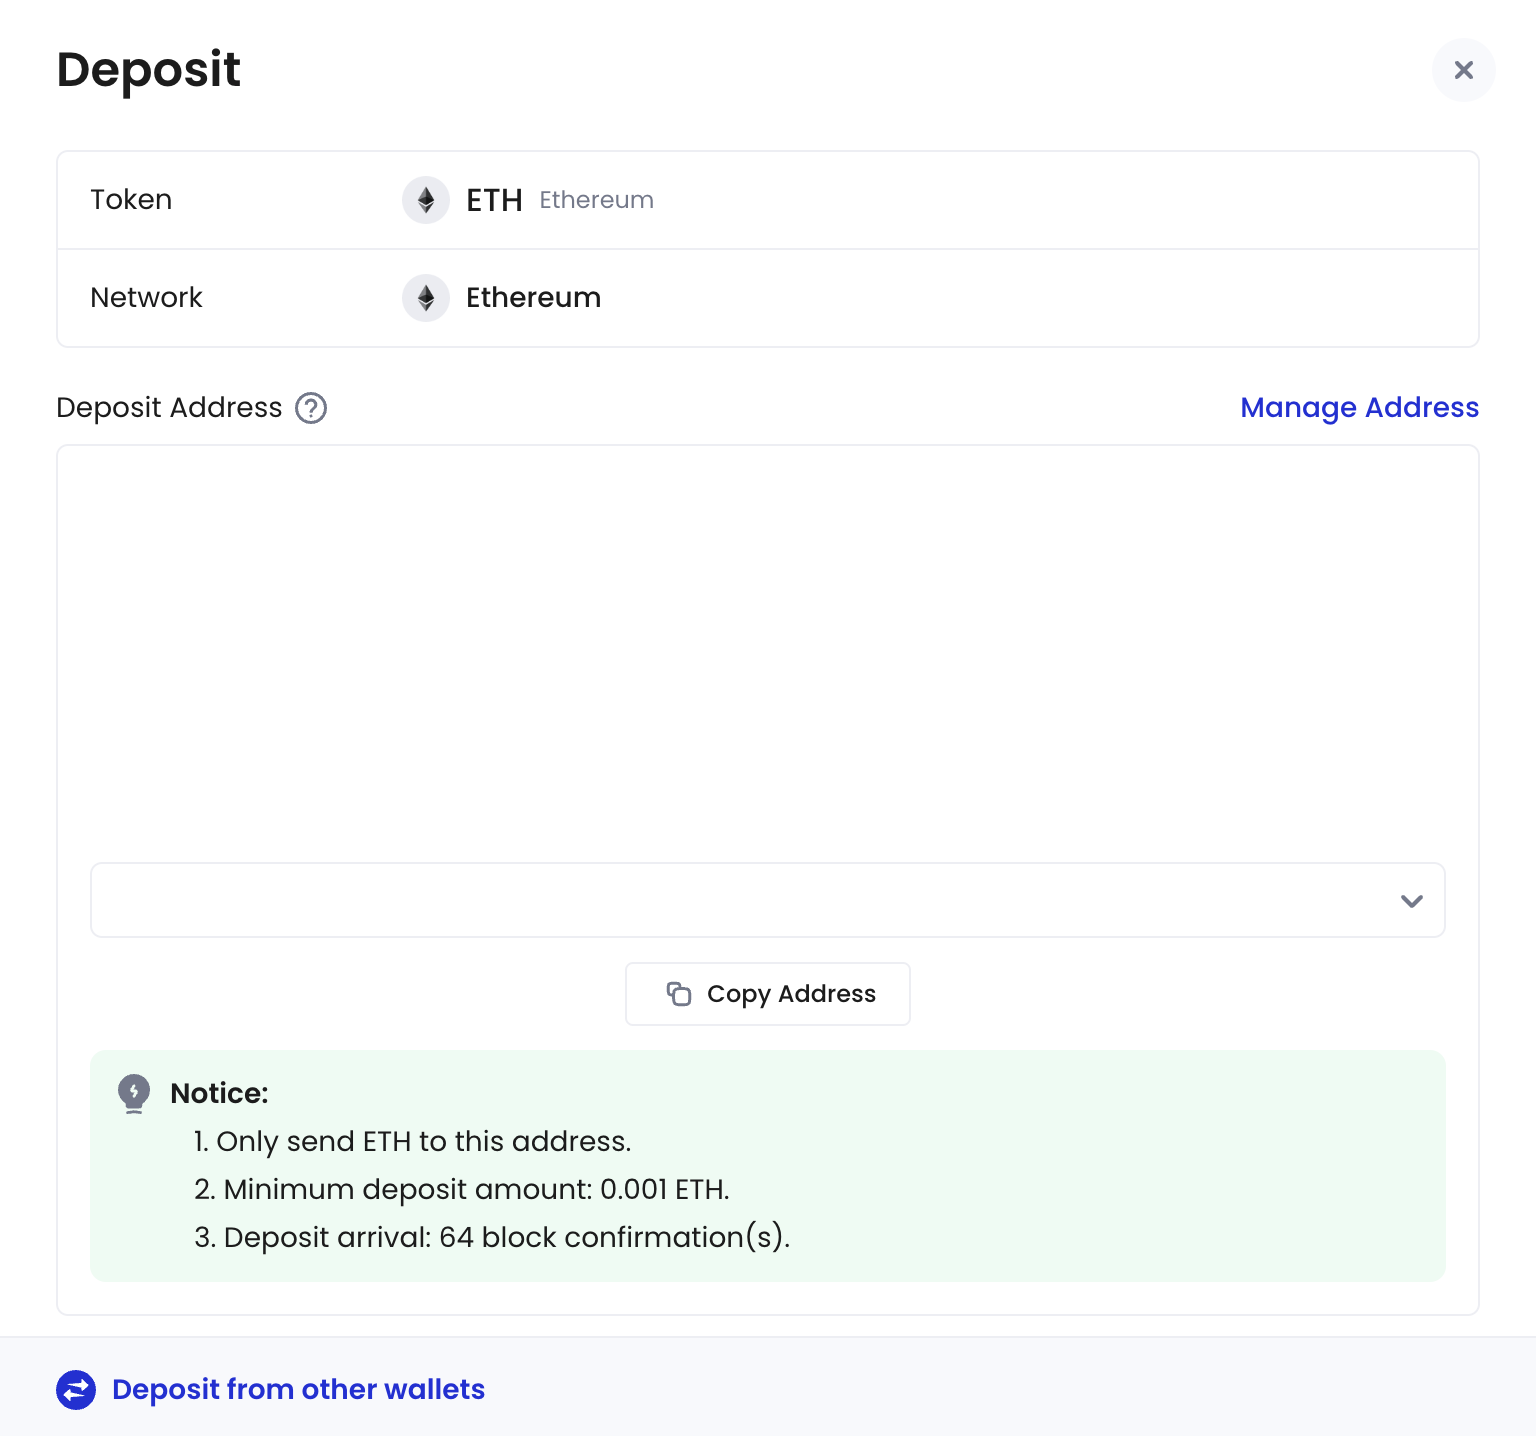 Deposit
Token ETH Ethereum
Network Ethereum
Deposit Address Manage Address
Copy Address
Notice:
1. Only send ETH to this address.
2. Minimum deposit amount: 0.001 ETH.
3. Deposit arrival: 64 block confirmation(s).
Deposit from other wallets